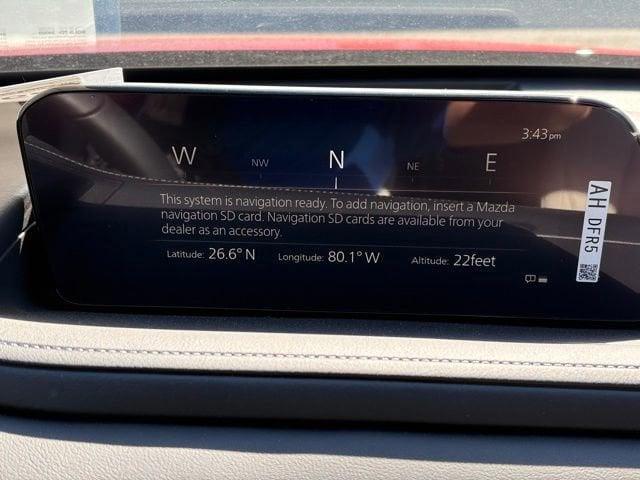 3:43 pm
W NW N NE E
This system is navigation ready. To add navigation, insert a Mazda
navigation SD card. Navigation SD cards are available from your
dealer as an accessory.
Latitude: 26.6° N Longitude: 80.1° W Altitude: 22feet
AH DFR5